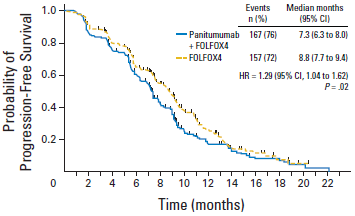 Events Median months
n (%) (95% CI)
Panitumumab 167 (76) 7.3 (6.3 to 8.0)
+ FOLFOX4
FOLFOX4 157 (72) 8.8 (7.7 to 9.4)
HR = 1.29 (95% CI, 1.04 to 1.62)
P = .02
Probability of
Progression-Free Survival
1.0
0.8
0.6
0.4
0.2
0 2 4 6 8 10 12 14 16 18 20 22
Time (months)